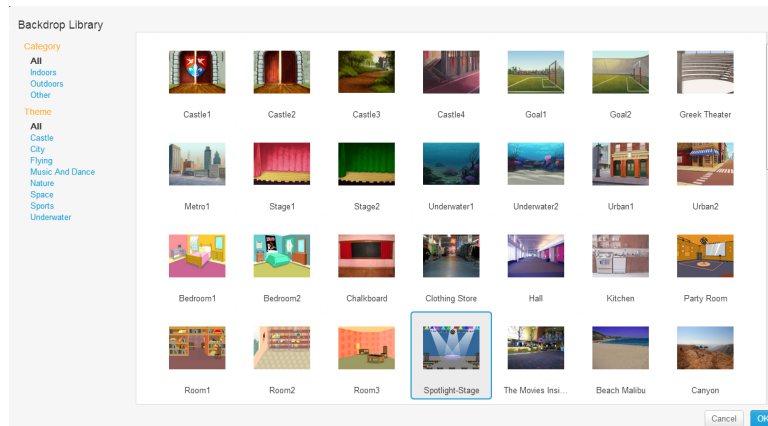 Backdrop Library
Category
All
Indoors
Outdoors
Other
Theme
All
Castle
City
Flying
Music And Dance
Nature
Space
Sports
Underwater
Castle1 Castle2 Castle3 Castle4 Goal1 Goal2 Greek Theater
Metro1 Stage1 Stage2 Underwater1 Underwater2 Urban1 Urban2
Bedroom1 Bedroom2 Chalkboard Clothing Store Hall Kitchen Party Room
Room1 Room2 Room3 Spotlight-Stage The Movies Insi... Beach Malibu Canyon
Cancel OK